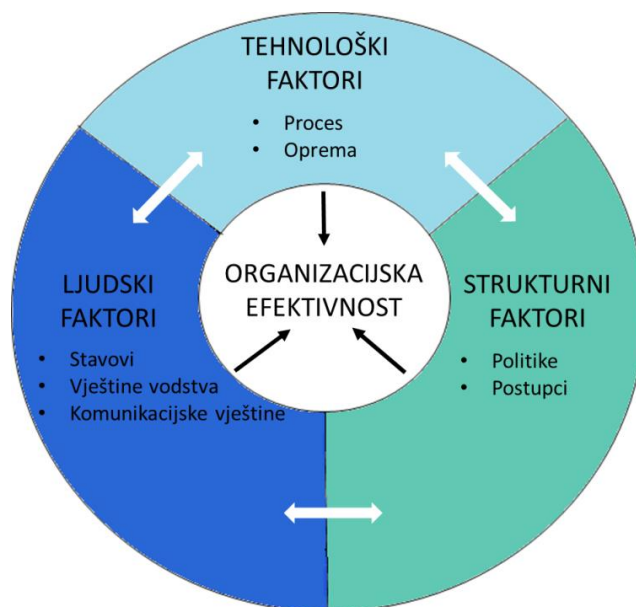 TEHNOLOŠKI
FAKTORI
• Proces
• Oprema
ORGANIZACIJSKA
EFEKTIVNOST
LJUDSKI
FAKTORI
• Stavovi
• Vještine vodstva
• Komunikacijske vještine
STRUKTURNI
FAKTORI
• Politike
• Postupci